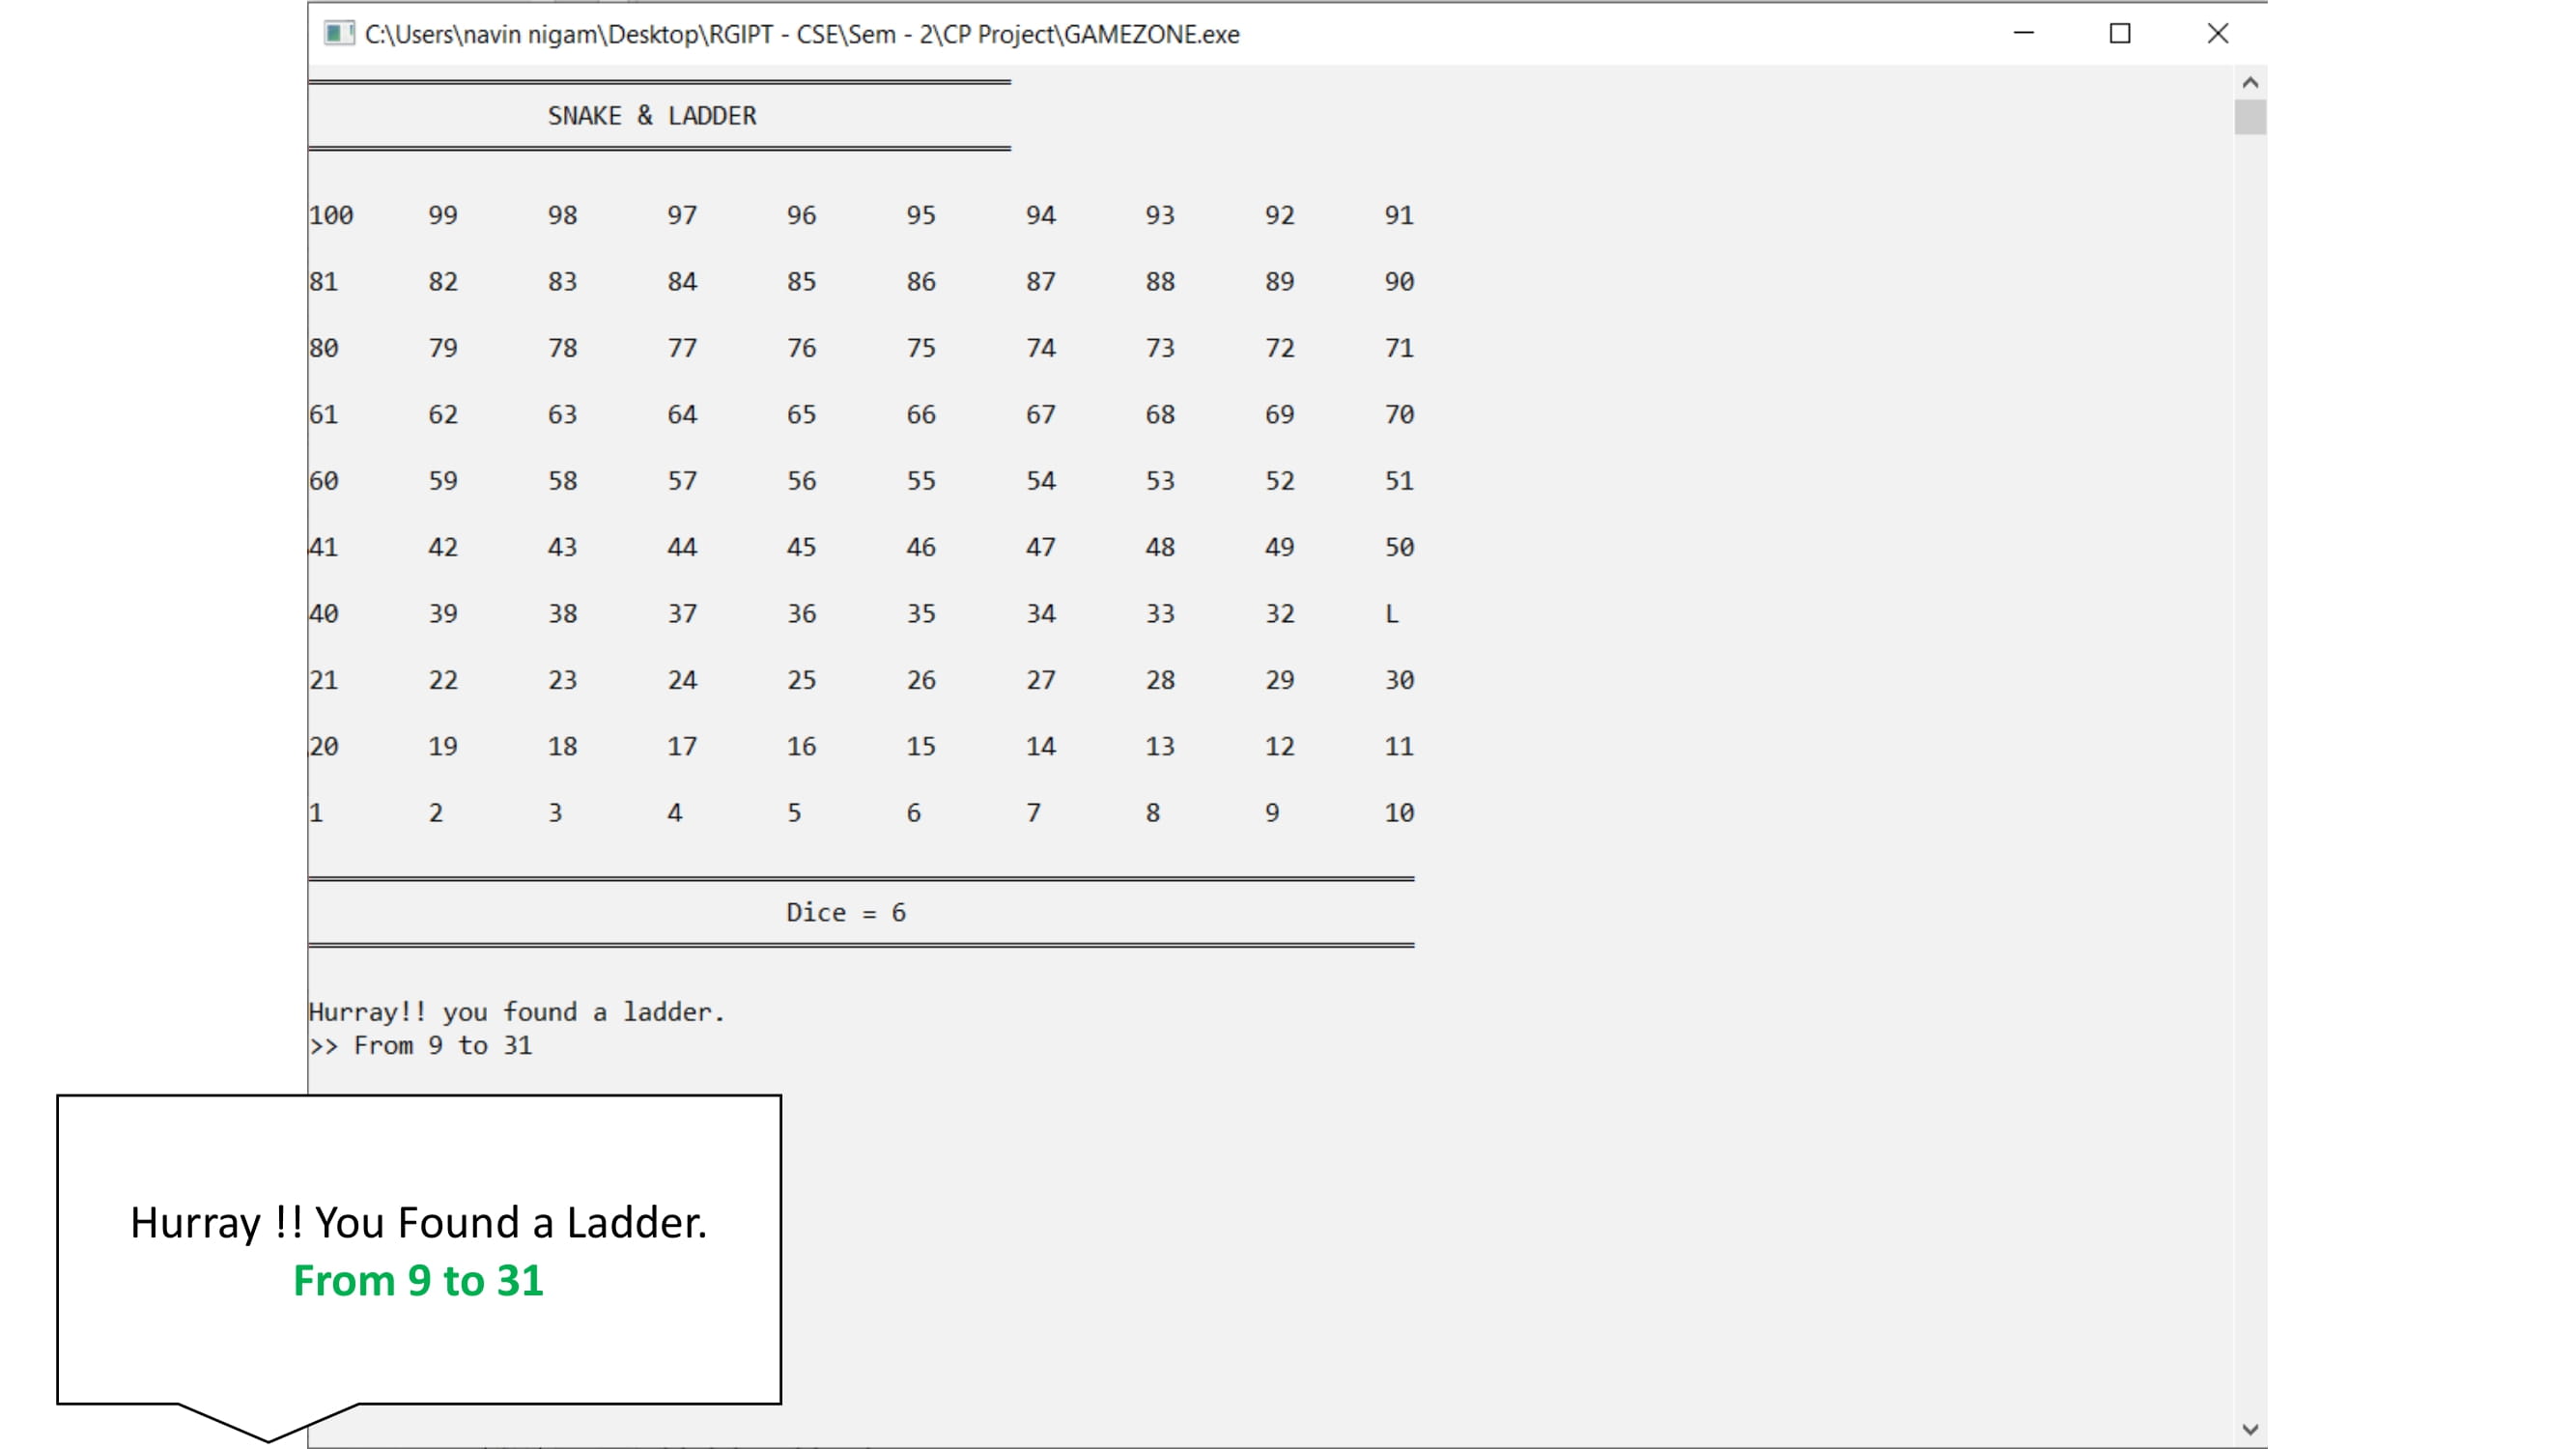 C:\Users\navin nigam\Desktop\RGIPT - CSE\Sem - 2\CP Project\GAMEZONE.exe
SNAKE & LADDER
100 99 98 97 96 95 94 93 92 91
81 82 83 84 85 86 87 88 89 90
80 79 78 77 76 75 74 73 72 71
61 62 63 64 65 66 67 68 69 70
60 59 58 57 56 55 54 53 52 51
41 42 43 44 45 46 47 48 49 50
40 39 38 37 36 35 34 33 32 L
21 22 23 24 25 26 27 28 29 30
20 19 18 17 16 15 14 13 12 11
1 2 3 4 5 6 7 8 9 10
Dice = 6
Hurray!! you found a ladder.
>> From 9 to 31
Hurray !! You Found a Ladder.
From 9 to 31